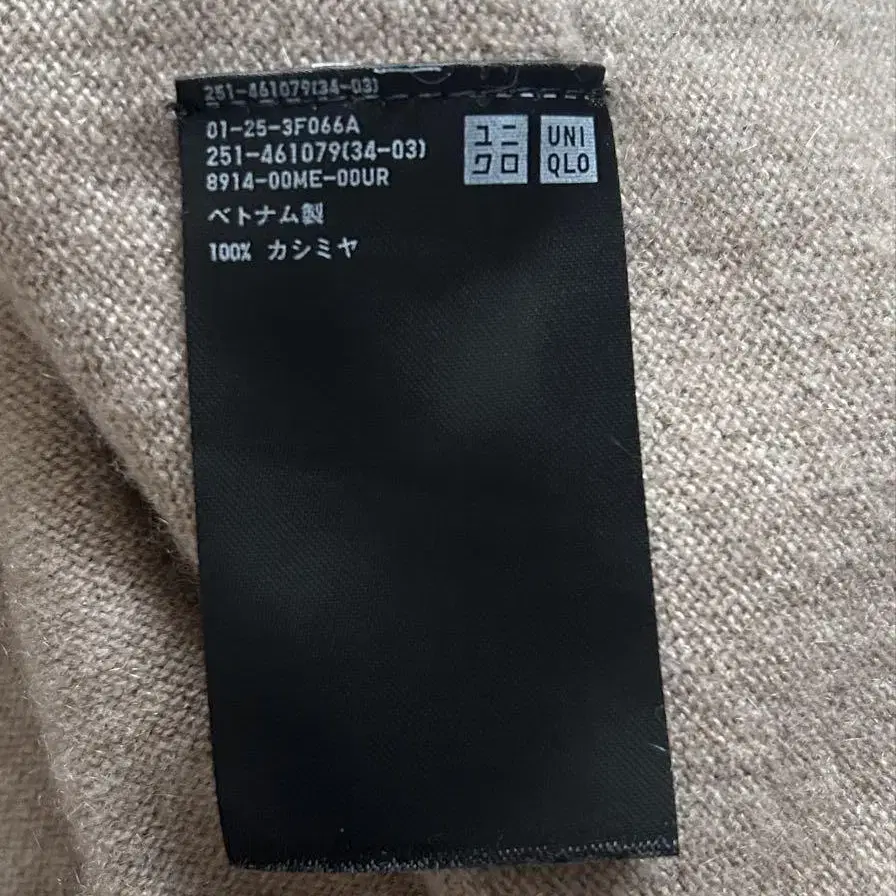 251-461079(34-03)
01-25-3F066A
251-461079(34-03)
8914-00ME-00UR
ベトナム製
100% カシミヤ
ユニ
クロ
UNI
QLO